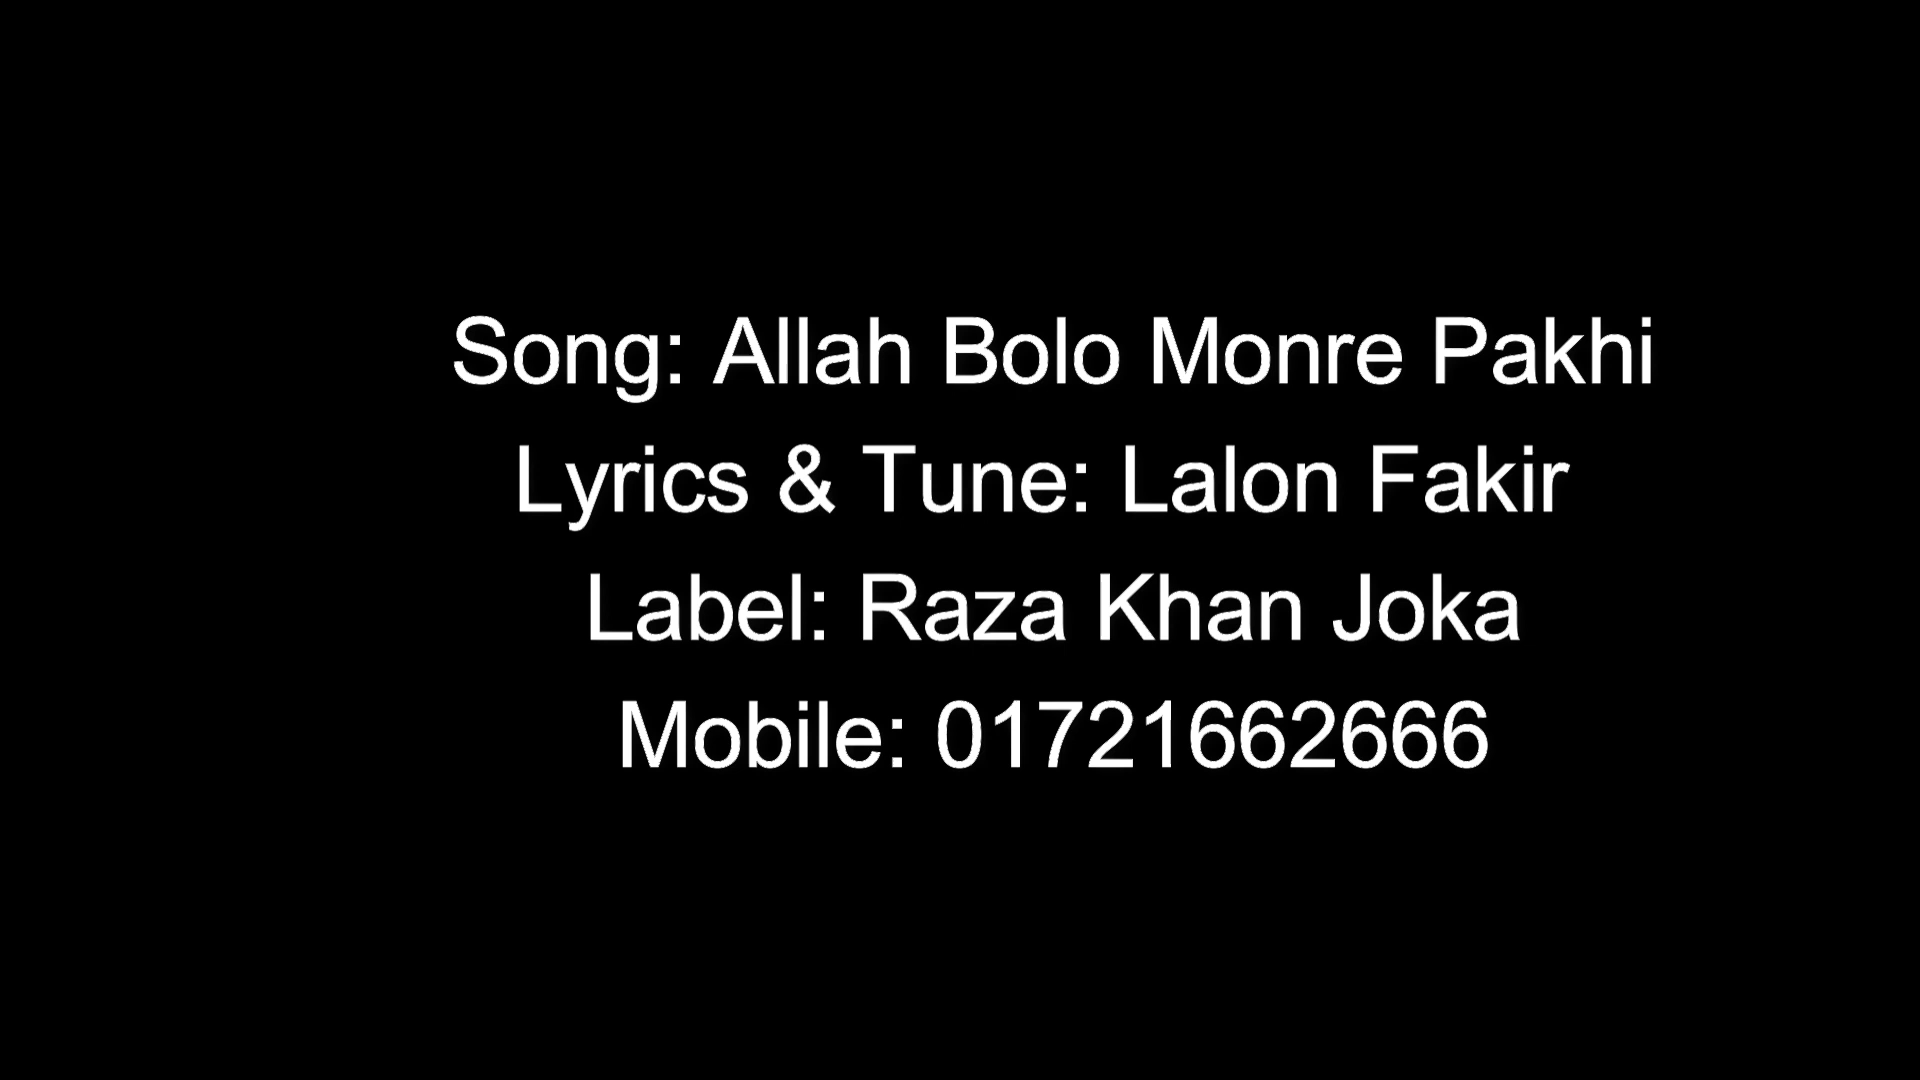 Song: Allah Bolo Monre Pakhi
Lyrics & Tune: Lalon Fakir
Label: Raza Khan Joka
Mobile: 01721662666